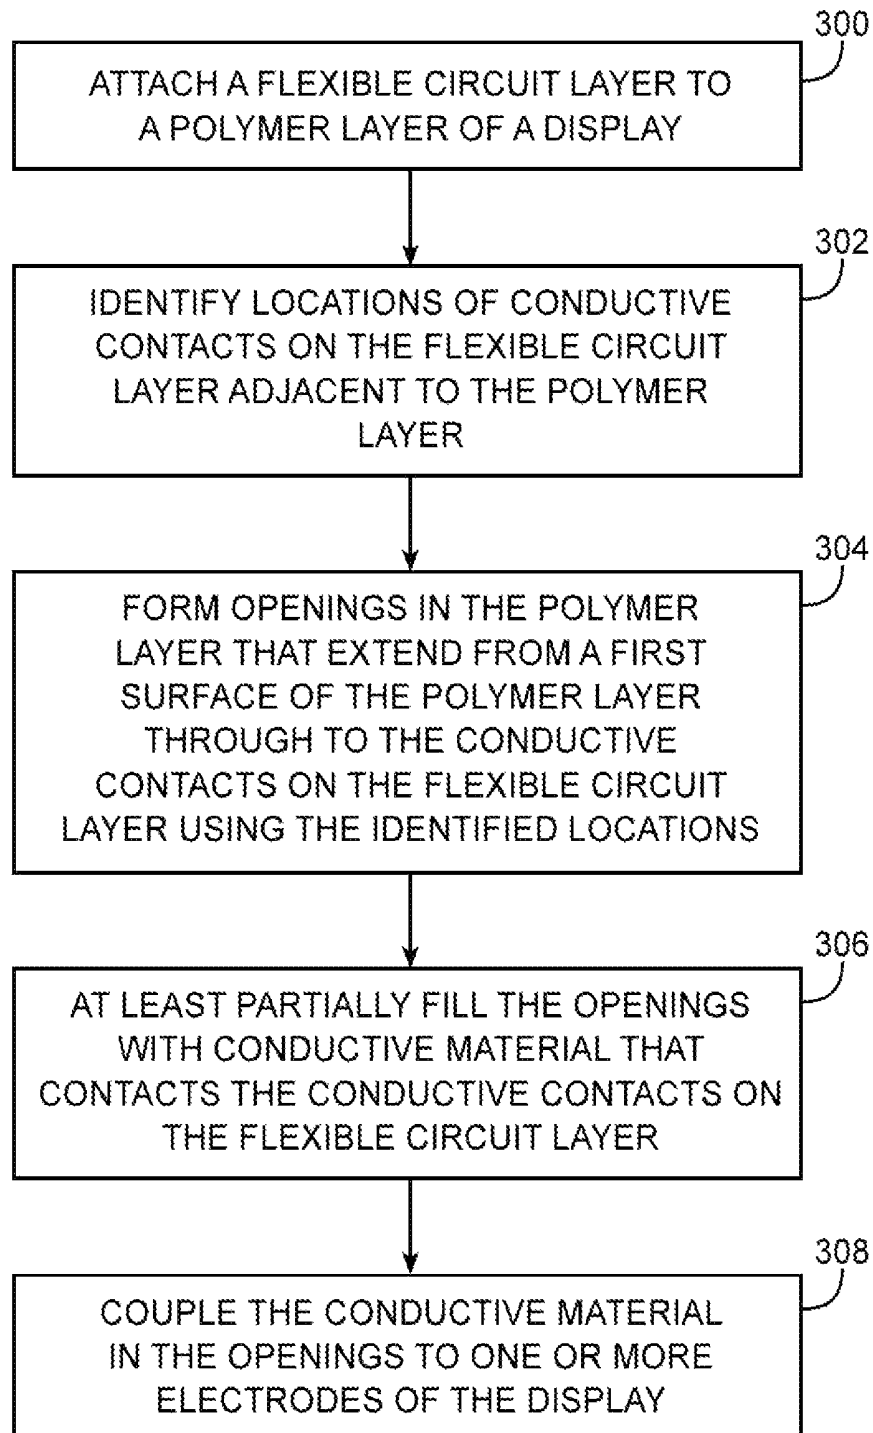 300
ATTACH A FLEXIBLE CIRCUIT LAYER TO
A POLYMER LAYER OF A DISPLAY
302
IDENTIFY LOCATIONS OF CONDUCTIVE
CONTACTS ON THE FLEXIBLE CIRCUIT
LAYER ADJACENT TO THE POLYMER
LAYER
304
FORM OPENINGS IN THE POLYMER
LAYER THAT EXTEND FROM A FIRST
SURFACE OF THE POLYMER LAYER
THROUGH TO THE CONDUCTIVE
CONTACTS ON THE FLEXIBLE CIRCUIT
LAYER USING THE IDENTIFIED LOCATIONS
306
AT LEAST PARTIALLY FILL THE OPENINGS
WITH CONDUCTIVE MATERIAL THAT
CONTACTS THE CONDUCTIVE CONTACTS ON
THE FLEXIBLE CIRCUIT LAYER
308
COUPLE THE CONDUCTIVE MATERIAL
IN THE OPENINGS TO ONE OR MORE
ELECTRODES OF THE DISPLAY